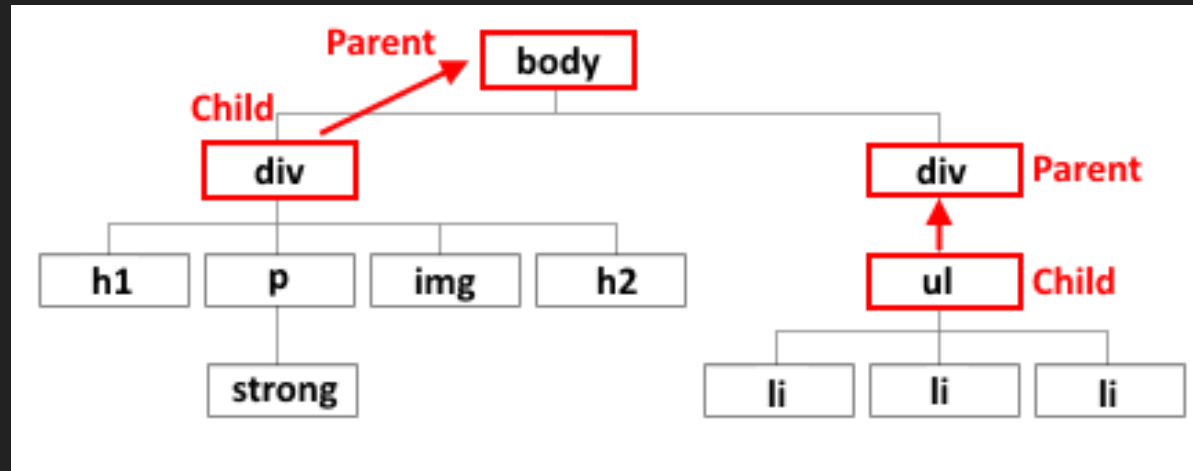 Parent
body
Child
div
div
Parent
h1
p
img
h2
ul
Child
strong
li
li
li